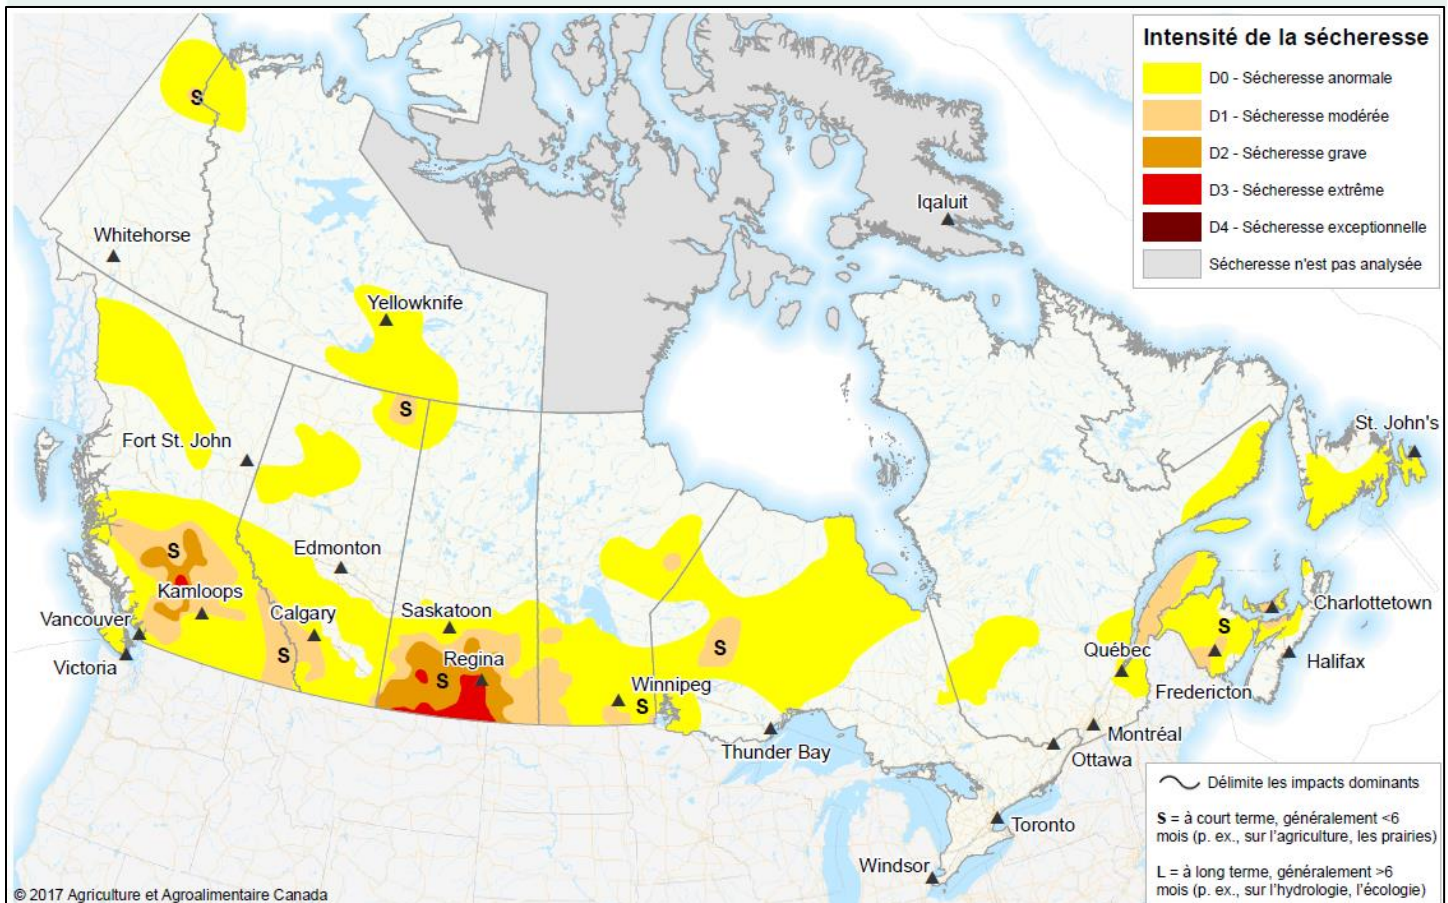 Intensité de la sécheresse
D0 - Sécheresse anormale
D1 - Sécheresse modérée
D2 - Sécheresse grave
D3 - Sécheresse extrême
D4 - Sécheresse exceptionnelle
Sécheresse n'est pas analysée
S
Iqaluit
Whitehorse
Yellowknife
S
Fort St. John
St. John's
S
Edmonton
Kamloops
Calgary
Saskatoon
Vancouver
Charlottetown
S
S
Victoria
S
Regina
S
Québec
Halifax
Winnipeg
S
Fredericton
Thunder Bay
Montréal
Ottawa
Toronto
Windsor
Délimite les impacts dominants
S = à court terme, généralement <6
mois (p. ex., sur l'agriculture, les prairies)
L = à long terme, généralement >6
mois (p. ex., sur l'hydrologie, l'écologie)
© 2017 Agriculture et Agroalimentaire Canada